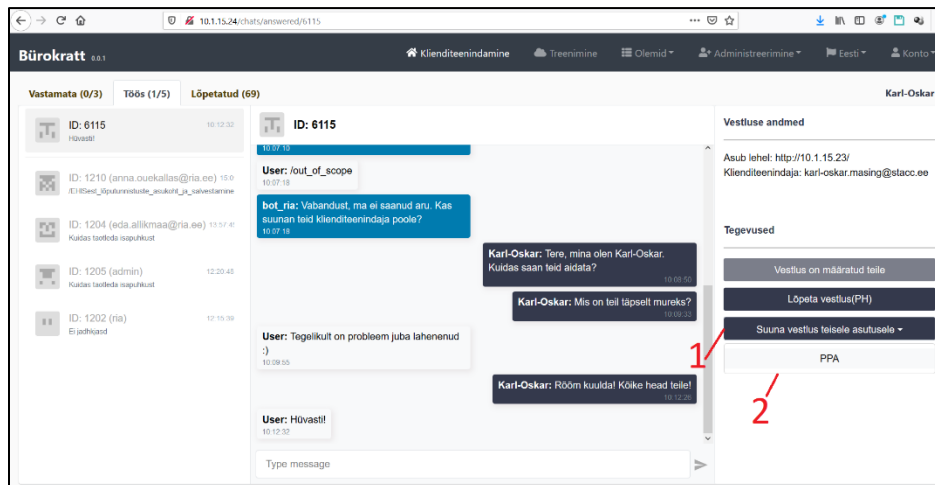 10.1.15.24/chats/answered/6115
Bürokratt 0.0.1
Klienditeenindamine
Treenimine
Olemid
Administreerimine
Eesti
Konto
Vastamata (0/3)
Töös (1/5)
Lõpetatud (69)
Karl-Oskar
ID: 6115
10:12:32
Hüvasti!
ID: 1210 (anna.ouekallas@ria.ee) 15:0
/EHISest_lõputunnistuste_asukoht_ja_salvestamine
ID: 1204 (eda.allikmaa@ria.ee) 13:57:4
Kuidas taotleda isapuhkust
ID: 1205 (admin)
12:20:48
Kuidas taotleda isapuhkust
ID: 1202 (ria)
12:15:39
Ei jadhkasd
ID: 6115
10:07:10
User: /out_of_scope
10:07:18
bot_ria: Vabandust, ma ei saanud aru. Kas
suunan teid klienditeenindaja poole?
10:07:18
Karl-Oskar: Tere, mina olen Karl-Oskar.
Kuidas saan teid aidata?
10:08:50
Karl-Oskar: Mis on teil täpselt mureks?
10:09:33
User: Tegelikult on probleem juba lahenenud
:)
10:09:55
Karl-Oskar: Rõõm kuulda! Kõike head teile!
10:12:26
User: Hüvasti!
10:12:32
Type message
Vestluse andmed
Asub lehel: http://10.1.15.23/
Klienditeenindaja: karl-oskar.masing@stacc.ee
Tegevused
Vestlus on määratud teile
Lõpeta vestlus(PH)
Suuna vestlus teisele asutusele
PPA
1
2